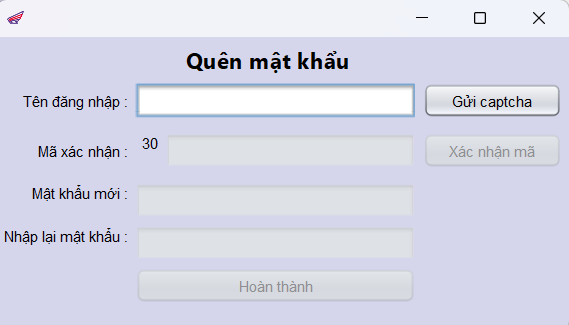 Quên mật khẩu
Tên đăng nhập : Gửi captcha
Mã xác nhận : 30 Xác nhận mã
Mật khẩu mới :
Nhập lại mật khẩu :
Hoàn thành